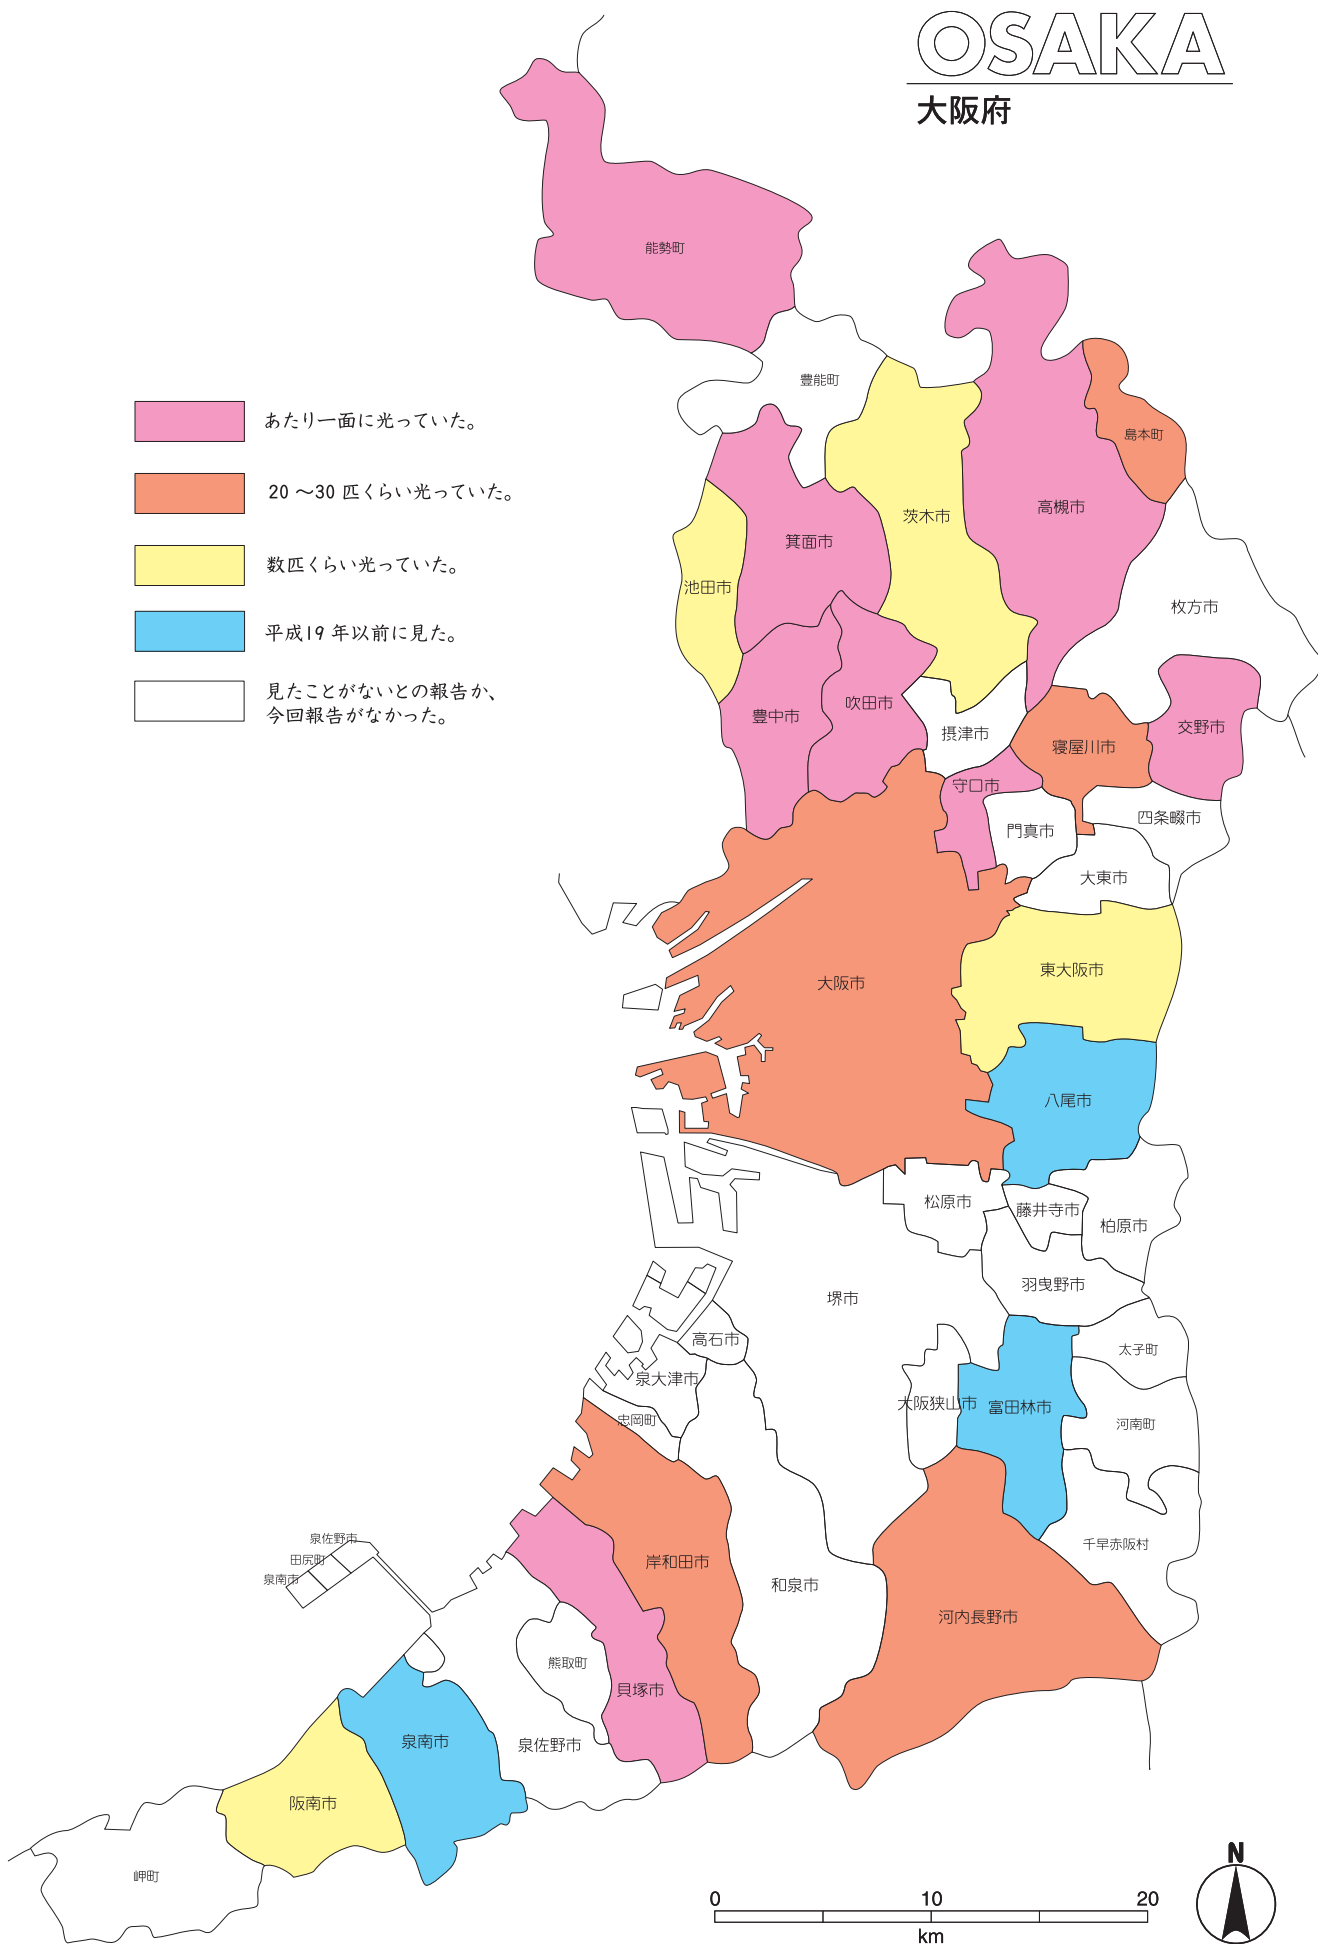 OSAKA
大阪府
能勢町
豊能町
あたり一面に光っていた。
島本町
20～30 匹くらい光っていた。
高槻市
茨木市
箕面市
数匹くらい光っていた。
池田市
枚方市
平成19 年以前に見た。
見たことがないとの報告か、
今回報告がなかった。
豊中市
吹田市
摂津市
寝屋川市
交野市
守口市
門真市
四条畷市
大東市
大阪市
東大阪市
八尾市
松原市
藤井寺市
柏原市
羽曳野市
堺市
高石市
太子町
泉大津市
忠岡町
大阪狭山市
富田林市
河南町
泉佐野市
田尻町
泉南市
岸和田市
和泉市
千早赤阪村
河内長野市
熊取町
貝塚市
泉南市
泉佐野市
阪南市
岬町
N
0 10 20
km